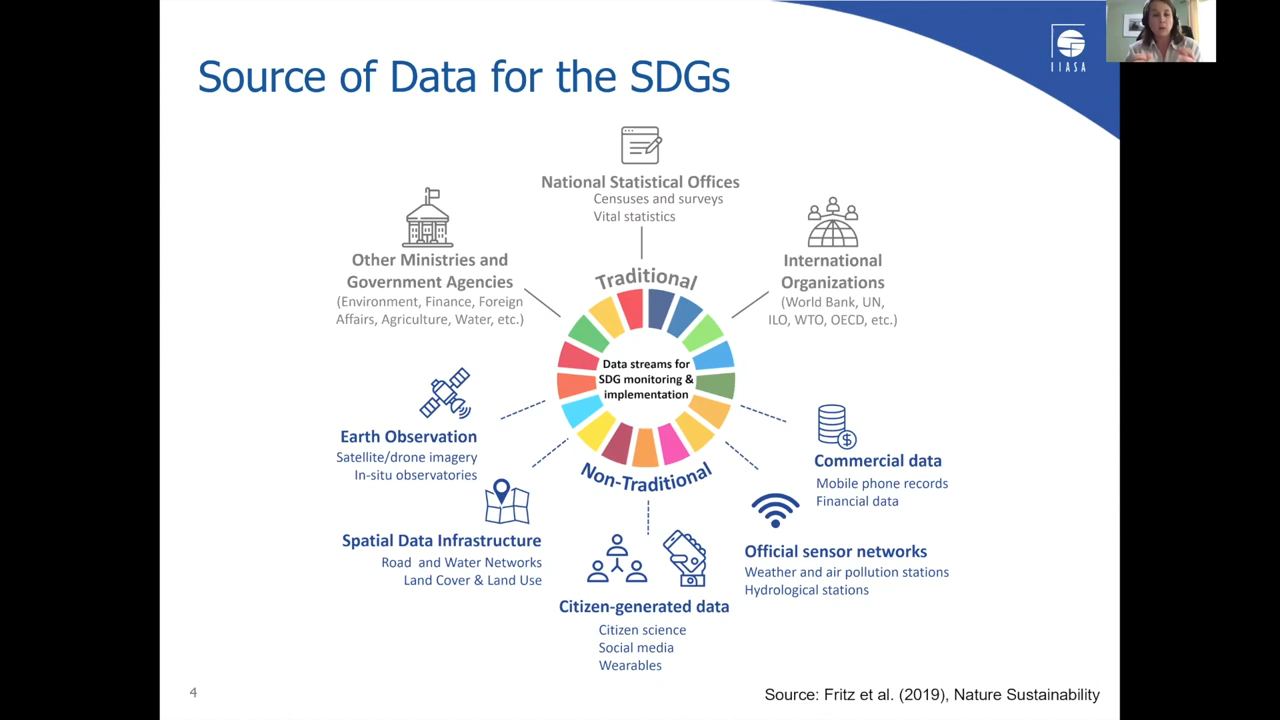 Source of Data for the SDGs
IIASA
National Statistical Offices
Censuses and surveys
Vital statistics
Other Ministries and
Government Agencies
(Environment, Finance, Foreign
Affairs, Agriculture, Water, etc.)
International
Organizations
(World Bank, UN,
ILO, WTO, OECD, etc.)
Traditional
Data streams for
SDG monitoring &
implementation
Non-Traditional
Earth Observation
Satellite/drone imagery
In-situ observatories
Spatial Data Infrastructure
Road and Water Networks
Land Cover & Land Use
Citizen-generated data
Citizen science
Social media
Wearables
Commercial data
Mobile phone records
Financial data
Official sensor networks
Weather and air pollution stations
Hydrological stations
4
Source: Fritz et al. (2019), Nature Sustainability